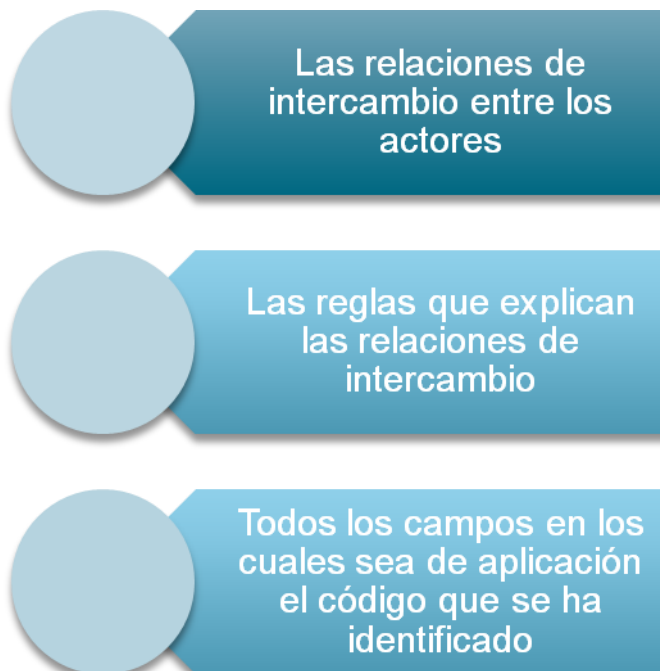 Las relaciones de
intercambio entre los
actores
Las reglas que explican
las relaciones de
intercambio
Todos los campos en los
cuales sea de aplicación
el código que se ha
identificado